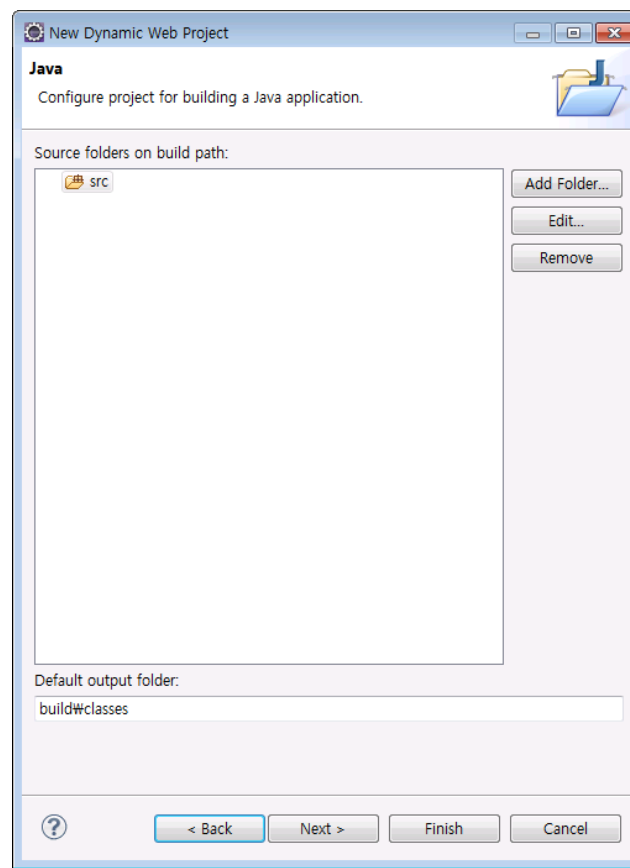 New Dynamic Web Project
Java
Configure project for building a Java application.
Source folders on build path:
src
Add Folder...
Edit...
Remove
Default output folder:
build₩classes
< Back
Next >
Finish
Cancel